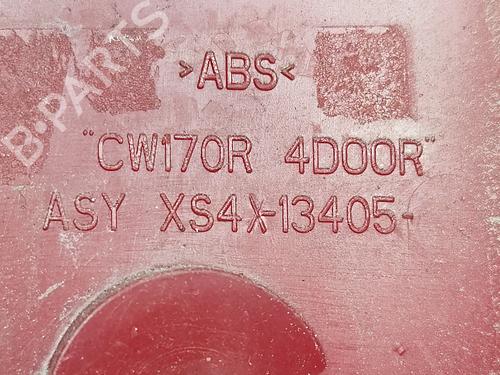 B-PARTS
>ABS<
"CW170R 4DOOR"
ASY XS4X-13405-